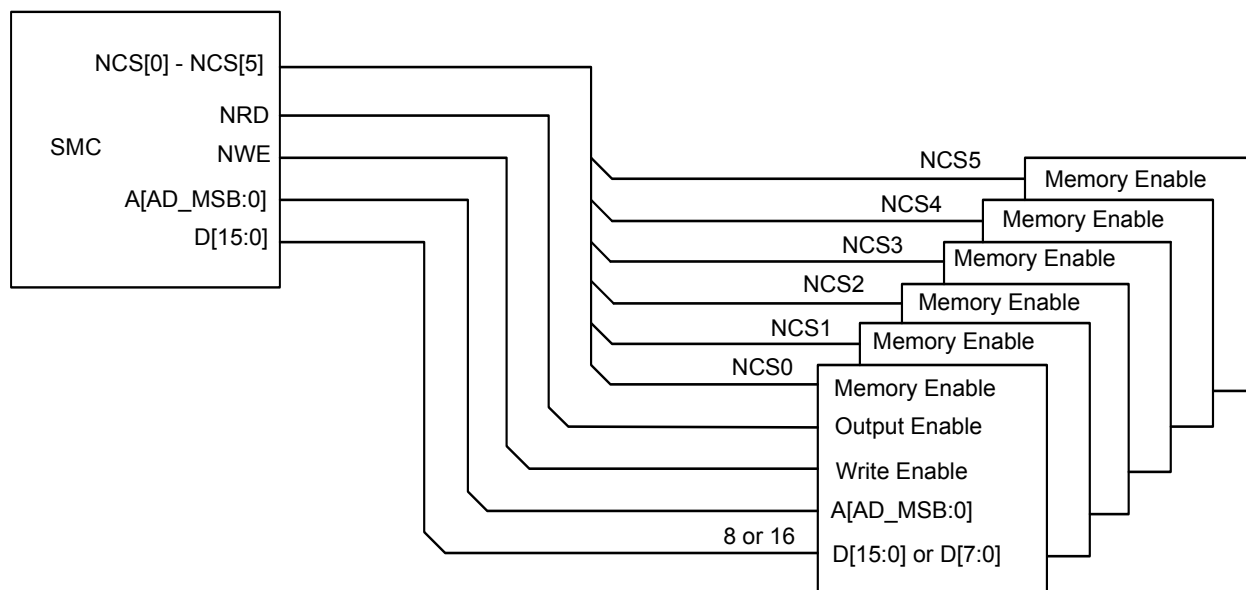 NCS[0] - NCS[5]
NRD
SMC
NWE
A[AD_MSB:0]
D[15:0]
NCS5
Memory Enable
NCS4
Memory Enable
NCS3
Memory Enable
NCS2
Memory Enable
NCS1
Memory Enable
NCS0
Memory Enable
Output Enable
Write Enable
A[AD_MSB:0]
8 or 16
D[15:0] or D[7:0]